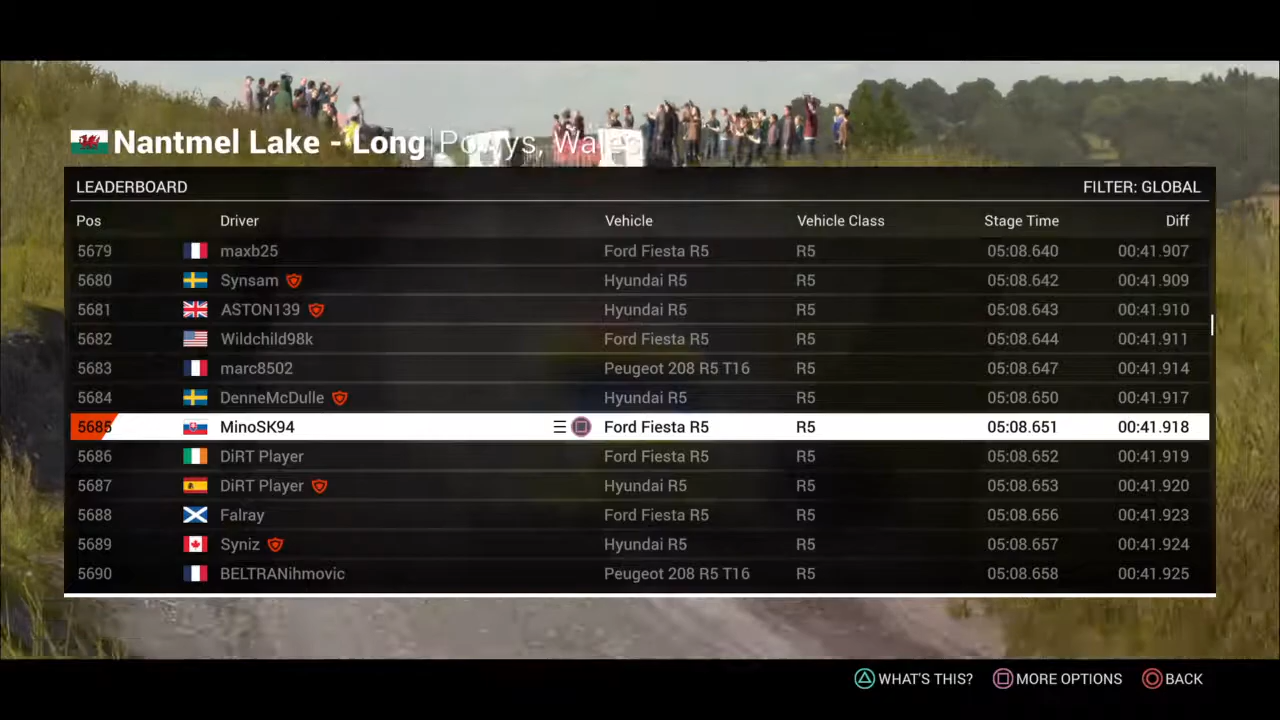 Nantmel Lake - Long | Powys, Wales
LEADERBOARD FILTER: GLOBAL
Pos Driver Vehicle Vehicle Class Stage Time Diff
5679 maxb25 Ford Fiesta R5 R5 05:08.640 00:41.907
5680 Synsam Hyundai R5 R5 05:08.642 00:41.909
5681 ASTON139 Hyundai R5 R5 05:08.643 00:41.910
5682 Wildchild98k Ford Fiesta R5 R5 05:08.644 00:41.911
5683 marc8502 Peugeot 208 R5 T16 R5 05:08.647 00:41.914
5684 DenneMcDulle Hyundai R5 R5 05:08.650 00:41.917
5685 MinoSK94 Ford Fiesta R5 R5 05:08.651 00:41.918
5686 DiRT Player Ford Fiesta R5 R5 05:08.652 00:41.919
5687 DiRT Player Hyundai R5 R5 05:08.653 00:41.920
5688 Falray Ford Fiesta R5 R5 05:08.656 00:41.923
5689 Syniz Hyundai R5 R5 05:08.657 00:41.924
5690 BELTRANihmovic Peugeot 208 R5 T16 R5 05:08.658 00:41.925
WHAT'S THIS? MORE OPTIONS BACK